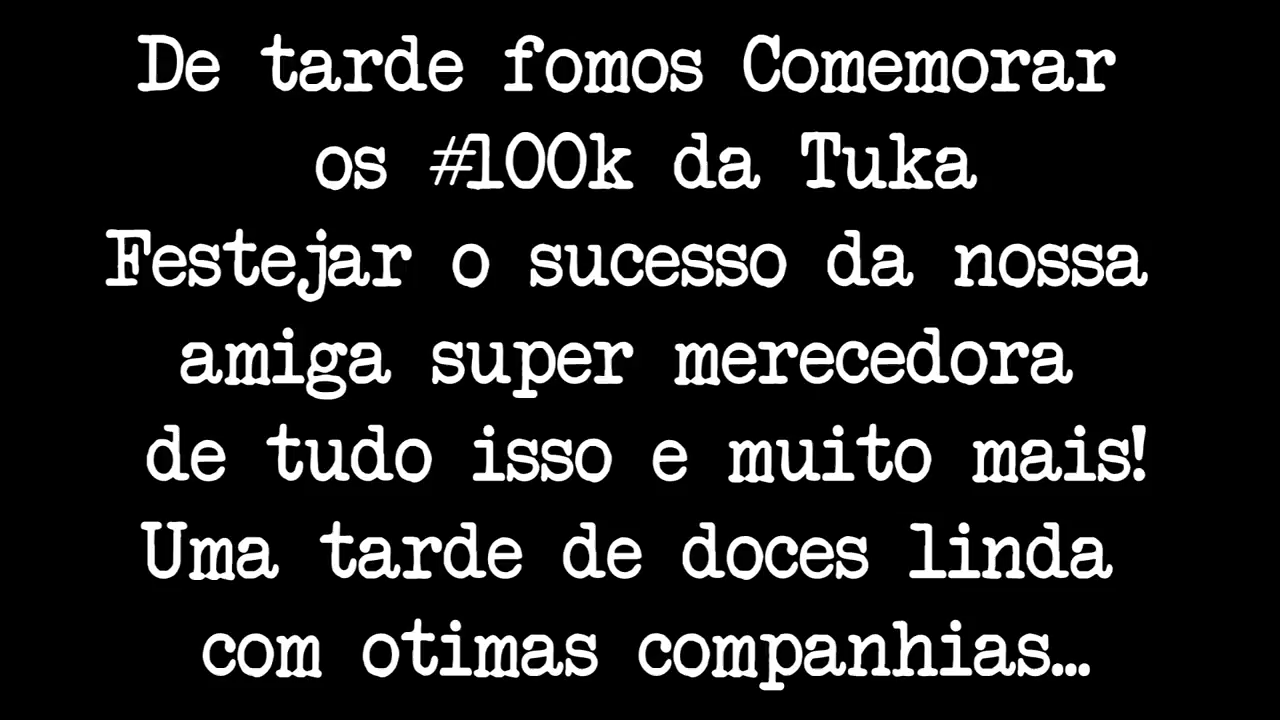 De tarde fomos Comemorar
os #100k da Tuka
Festejar o sucesso da nossa
amiga super merecedora
de tudo isso e muito mais!
Uma tarde de doces linda
com otimas companhias...